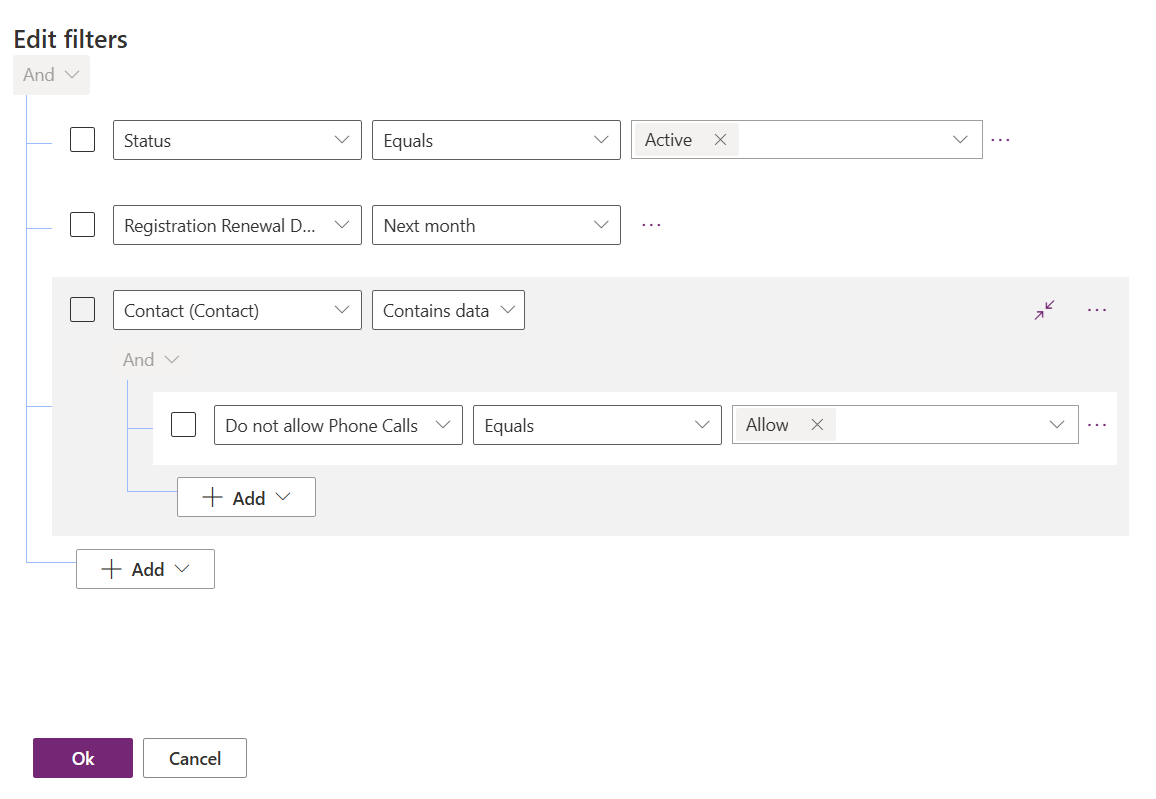 Edit filters
And
Status Equals Active
Registration Renewal D... Next month
Contact (Contact) Contains data
And
Do not allow Phone Calls Equals Allow
Add
Add
Ok Cancel